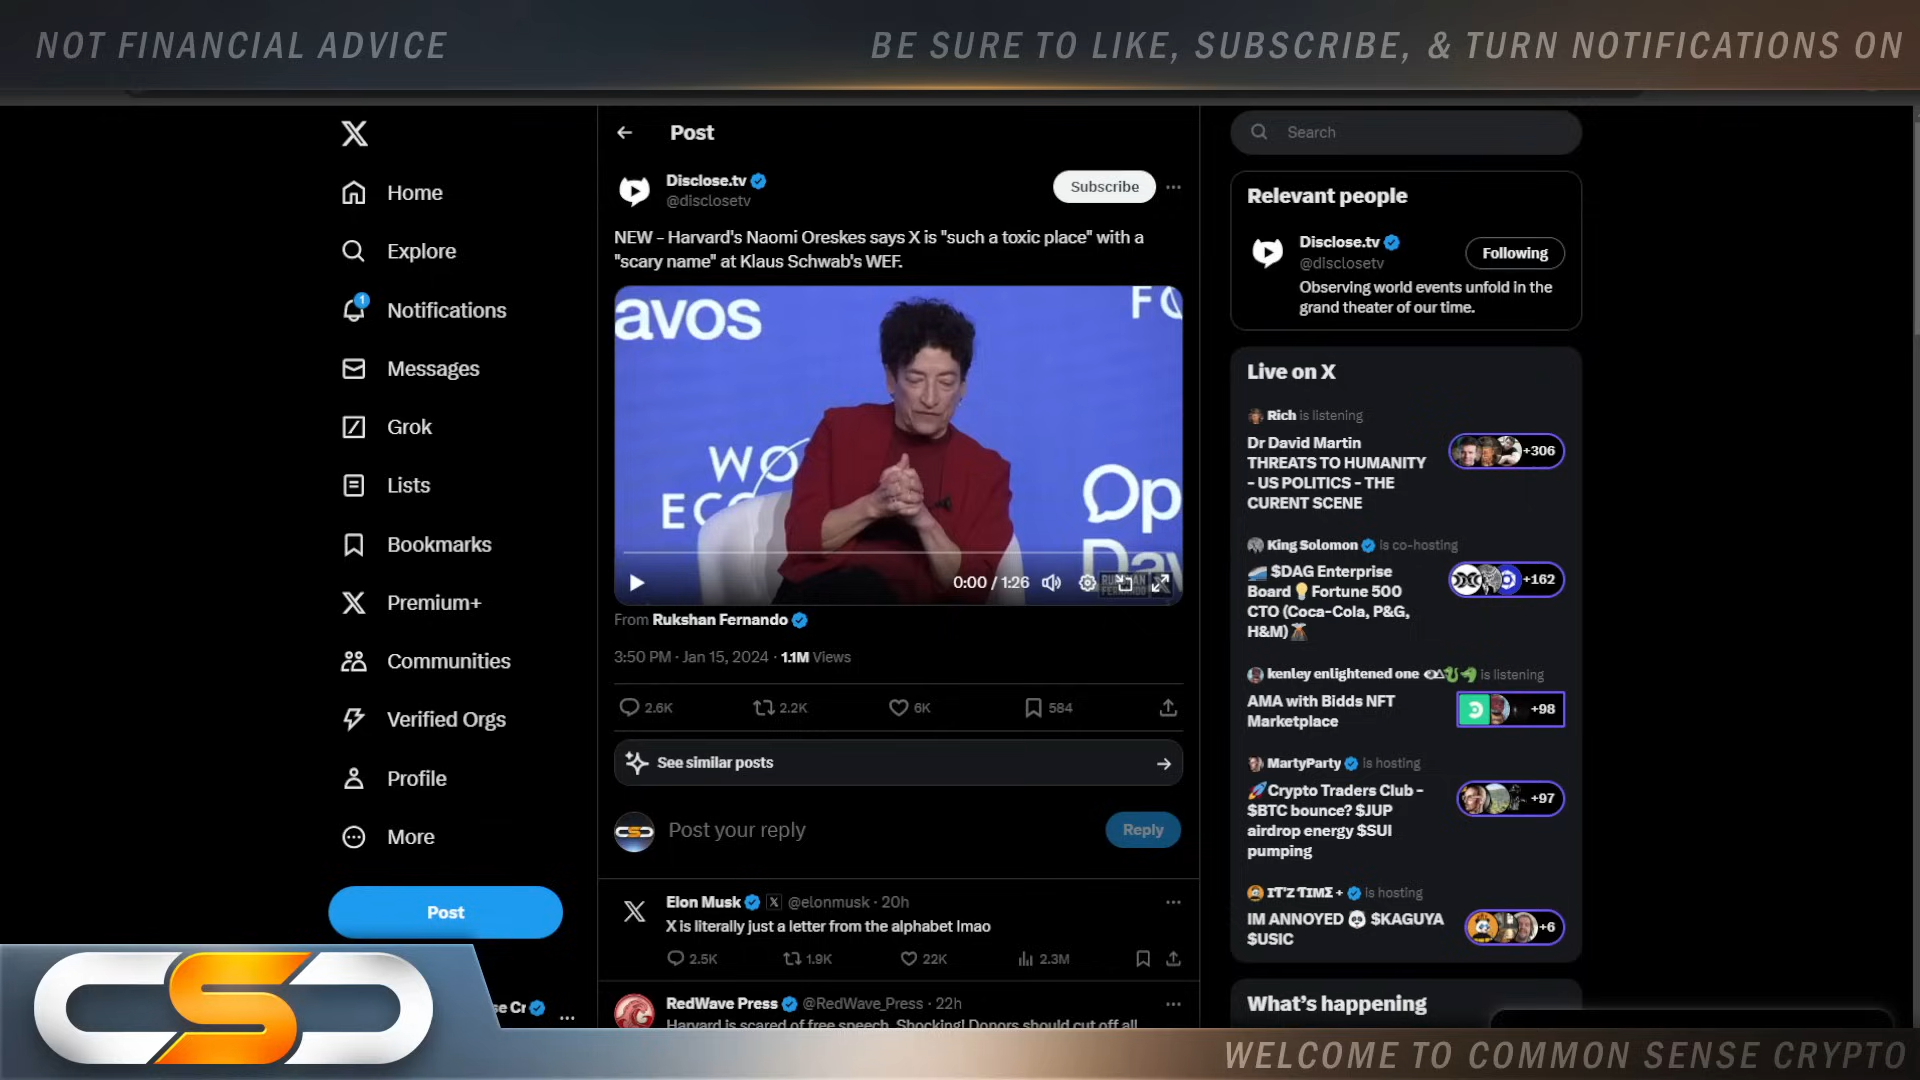 NOT FINANCIAL ADVICE
BE SURE TO LIKE, SUBSCRIBE, & TURN NOTIFICATIONS ON
Home
Explore
1
Notifications
Messages
Grok
Lists
Bookmarks
Premium+
Communities
Verified Orgs
Profile
More
Post
se Cr
Post
Disclose.tv
@disclosetv
Subscribe
NEW - Harvard's Naomi Oreskes says X is "such a toxic place" with a
"scary name" at Klaus Schwab's WEF.
avos
WO
EC
Op
Dav
0:00 / 1:26
RUKSHAN
FERNANDO
From Rukshan Fernando
3:50 PM · Jan 15, 2024 · 1.1M Views
2.6K
2.2K
6K
584
See similar posts
Post your reply
Reply
Elon Musk @elonmusk · 20h
X is literally just a letter from the alphabet lmao
2.5K
1.9K
22K
2.3M
RedWave Press @RedWave_Press · 22h
Harvard is scared of free speech. Shocking! Donors should cut off all
Search
Relevant people
Disclose.tv
@disclosetv
Following
Observing world events unfold in the
grand theater of our time.
Live on X
Rich is listening
Dr David Martin
THREATS TO HUMANITY
- US POLITICS - THE
CURENT SCENE
+306
King Solomon is co-hosting
$DAG Enterprise
Board Fortune 500
CTO (Coca-Cola, P&G,
H&M)
+162
kenley enlightened one is listening
AMA with Bidds NFT
Marketplace
+98
MartyParty is hosting
Crypto Traders Club -
$BTC bounce? $JUP
airdrop energy $SUI
pumping
+97
IT'Z TIMΣ + is hosting
IM ANNOYED $KAGUYA
$USIC
+6
What's happening
CSC
WELCOME TO COMMON SENSE CRYPTO